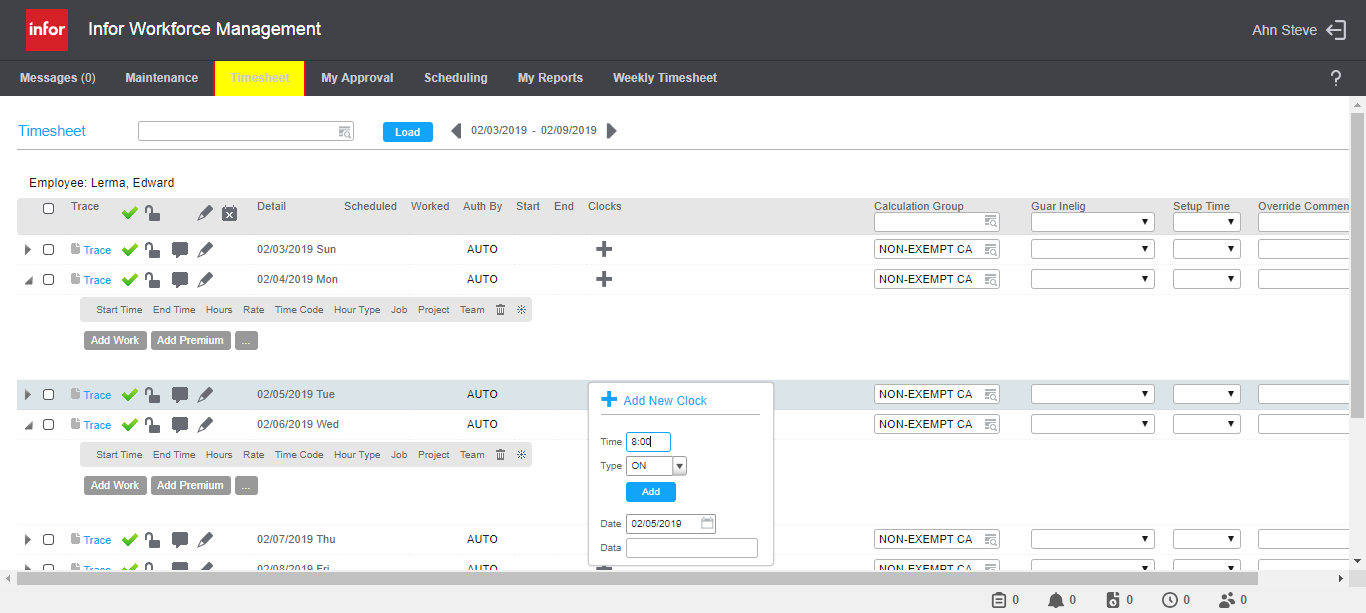 infor Infor Workforce Management Ahn Steve
Messages (0) Maintenance Timesheet My Approval Scheduling My Reports Weekly Timesheet ?
Timesheet Load 02/03/2019 - 02/09/2019
Employee: Lerma, Edward
Trace Detail Scheduled Worked Auth By Start End Clocks Calculation Group Guar Inelig Setup Time Override Commen
Trace 02/03/2019 Sun AUTO NON-EXEMPT CA
Trace 02/04/2019 Mon AUTO NON-EXEMPT CA
Start Time End Time Hours Rate Time Code Hour Type Job Project Team
Add Work Add Premium ...
Trace 02/05/2019 Tue AUTO NON-EXEMPT CA
Add New Clock
Trace 02/06/2019 Wed AUTO NON-EXEMPT CA
Time 8:00
Start Time End Time Hours Rate Time Code Hour Type Job Project Team
Type ON
Add Work Add Premium ...
Add
Date 02/05/2019
Trace 02/07/2019 Thu AUTO NON-EXEMPT CA
Data
Trace 02/08/2019 Fri AUTO NON-EXEMPT CA
0 0 0 0 0